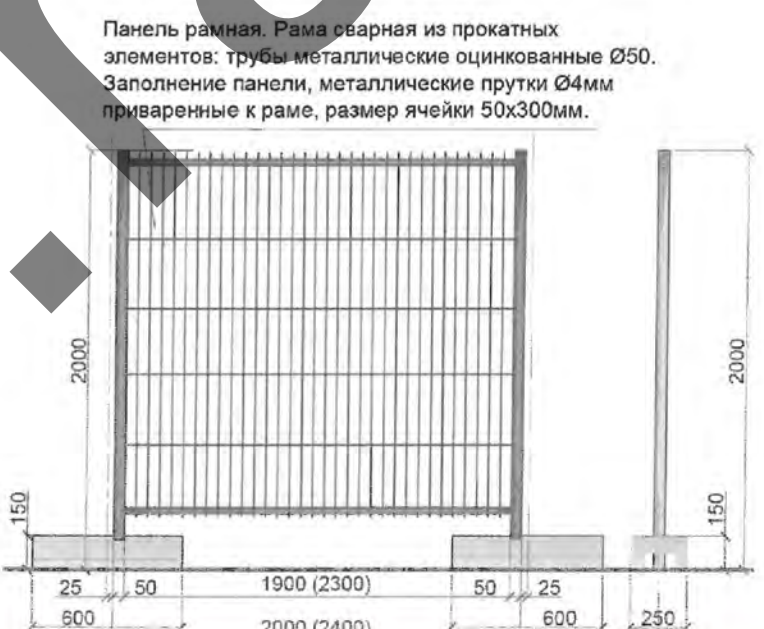 Панель рамная. Рама сварная из прокатных
элементов: трубы металлические оцинкованные Ø50.
Заполнение панели, металлические прутки Ø4мм
приваренные к раме, размер ячейки 50х300мм.
2000
2000
150
150
25 50 1900 (2300) 50 25
600 2000 (2400) 600 250